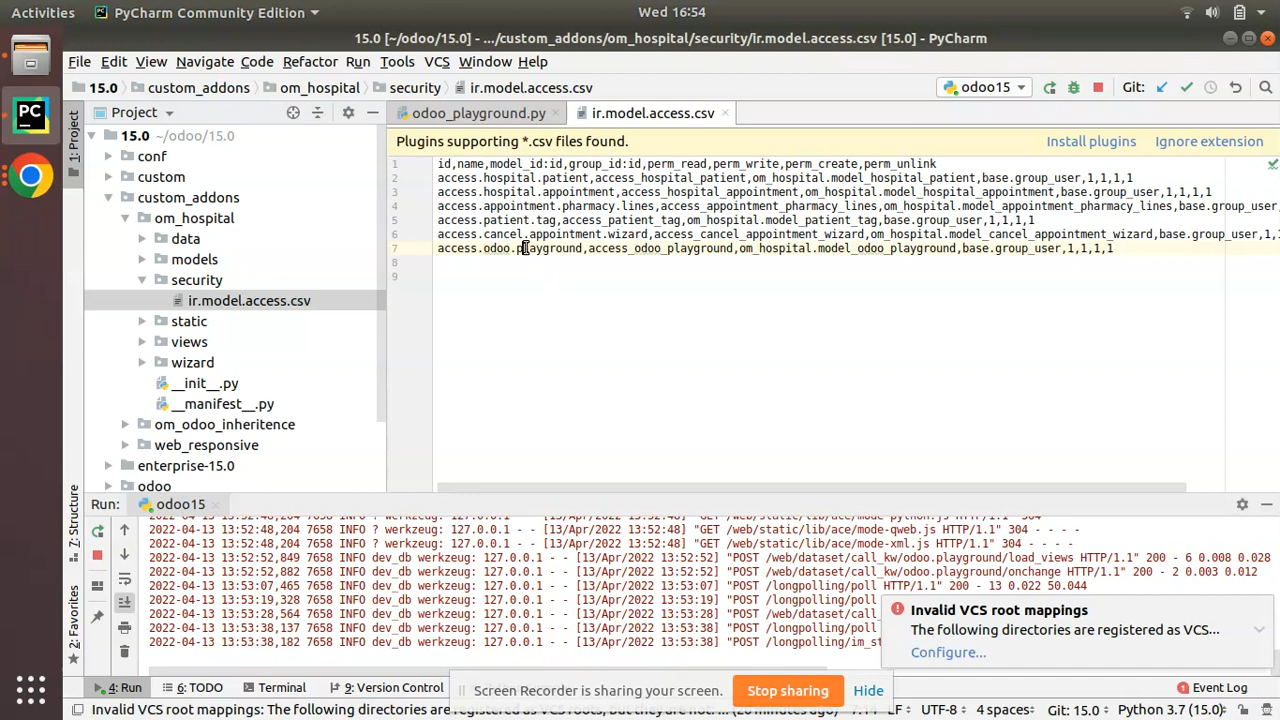 Activities PyCharm Community Edition Wed 16:54
15.0 [~/odoo/15.0] - .../custom_addons/om_hospital/security/ir.model.access.csv [15.0] - PyCharm
File Edit View Navigate Code Refactor Run Tools VCS Window Help
15.0 custom_addons om_hospital security ir.model.access.csv odoo15 Git:
Project odoo_playground.py ir.model.access.csv
1: Project
15.0 ~/odoo/15.0
conf
custom
custom_addons
om_hospital
data
models
security
ir.model.access.csv
static
views
wizard
__init__.py
__manifest__.py
om_odoo_inheritence
web_responsive
enterprise-15.0
odoo
Plugins supporting *.csv files found. Install plugins Ignore extension
1 id,name,model_id:id,group_id:id,perm_read,perm_write,perm_create,perm_unlink
2 access.hospital.patient,access_hospital_patient,om_hospital.model_hospital_patient,base.group_user,1,1,1,1
3 access.hospital.appointment,access_hospital_appointment,om_hospital.model_hospital_appointment,base.group_user,1,1,1,1
4 access.appointment.pharmacy.lines,access_appointment_pharmacy_lines,om_hospital.model_appointment_pharmacy_lines,base.group_user,
5 access.patient.tag,access_patient_tag,om_hospital.model_patient_tag,base.group_user,1,1,1,1
6 access.cancel.appointment.wizard,access_cancel_appointment_wizard,om_hospital.model_cancel_appointment_wizard,base.group_user,1,1
7 access.odoo.playground,access_odoo_playground,om_hospital.model_odoo_playground,base.group_user,1,1,1,1
8
9
Run: odoo15
7: Structure
2: Favorites
2022-04-13 13:52:48,204 7658 INFO ? werkzeug: 127.0.0.1 - - [13/Apr/2022 13:52:48] "GET /web/static/lib/ace/mode-qweb.js HTTP/1.1" 304 - - - -
2022-04-13 13:52:48,204 7658 INFO ? werkzeug: 127.0.0.1 - - [13/Apr/2022 13:52:48] "GET /web/static/lib/ace/mode-xml.js HTTP/1.1" 304 - - - -
2022-04-13 13:52:52,849 7658 INFO dev_db werkzeug: 127.0.0.1 - - [13/Apr/2022 13:52:52] "POST /web/dataset/call_kw/odoo.playground/load_views HTTP/1.1" 200 - 6 0.008 0.028
2022-04-13 13:52:52,882 7658 INFO dev_db werkzeug: 127.0.0.1 - - [13/Apr/2022 13:52:52] "POST /web/dataset/call_kw/odoo.playground/onchange HTTP/1.1" 200 - 2 0.003 0.012
2022-04-13 13:53:07,465 7658 INFO dev_db werkzeug: 127.0.0.1 - - [13/Apr/2022 13:53:07] "POST /longpolling/poll HTTP/1.1" 200 - 13 0.022 50.044
2022-04-13 13:53:19,328 7658 INFO dev_db werkzeug: 127.0.0.1 - - [13/Apr/2022 13:53:19] "POST /longpolling/poll
2022-04-13 13:53:28,564 7658 INFO dev_db werkzeug: 127.0.0.1 - - [13/Apr/2022 13:53:28] "POST /longpolling/im_s
2022-04-13 13:53:38,137 7658 INFO dev_db werkzeug: 127.0.0.1 - - [13/Apr/2022 13:53:38] "POST /longpolling/poll
2022-04-13 13:53:38,182 7658 INFO dev_db werkzeug: 127.0.0.1 - - [13/Apr/2022 13:53:38] "POST /longpolling/im_st
Invalid VCS root mappings
The following directories are registered as VCS...
Configure...
Screen Recorder is sharing your screen. Stop sharing Hide
4: Run 6: TODO Terminal 9: Version Control 1 Event Log
Invalid VCS root mappings: The following directories are registered as VCS roots, but they are not: ... (20 minutes ago) 7:14 LF UTF-8 4 spaces Git: 15.0 Python 3.7 (15.0)